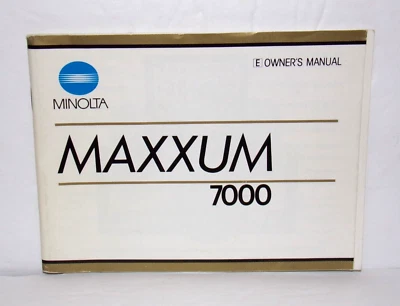 E OWNER'S MANUAL
MINOLTA
MAXXUM
7000